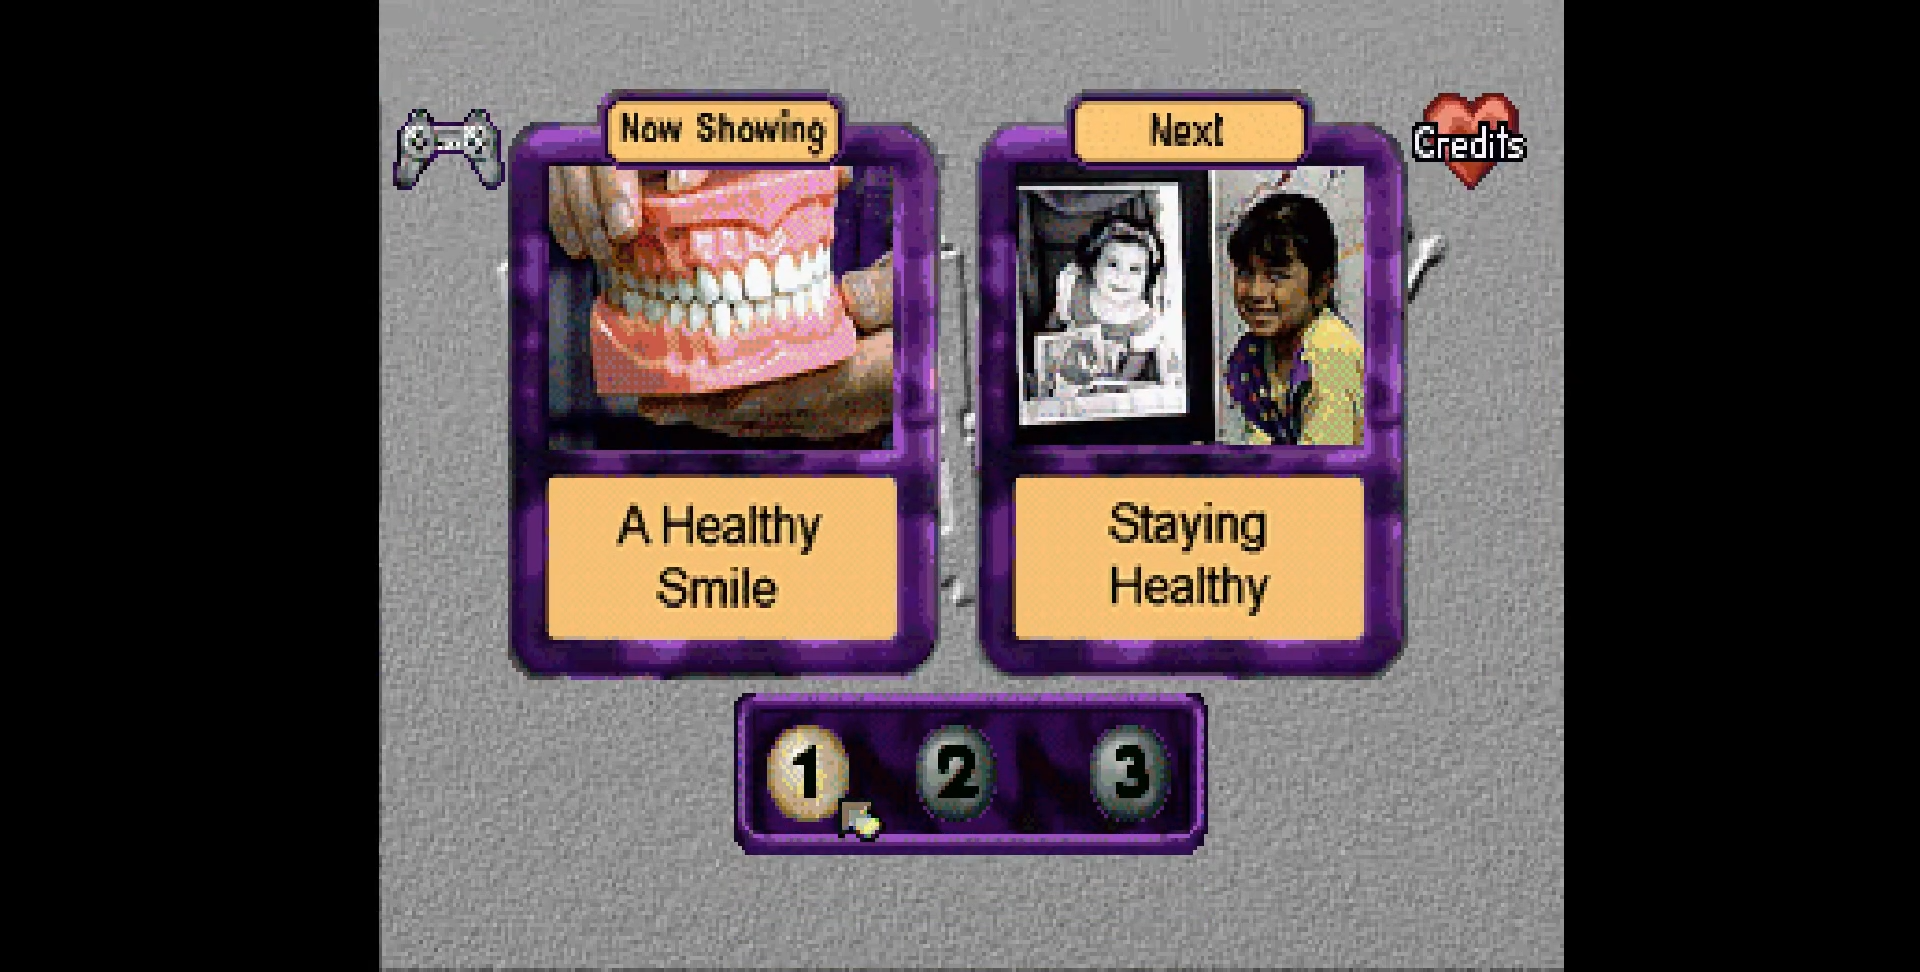 Now Showing
Next
Credits
A Healthy
Smile
Staying
Healthy
1
2
3